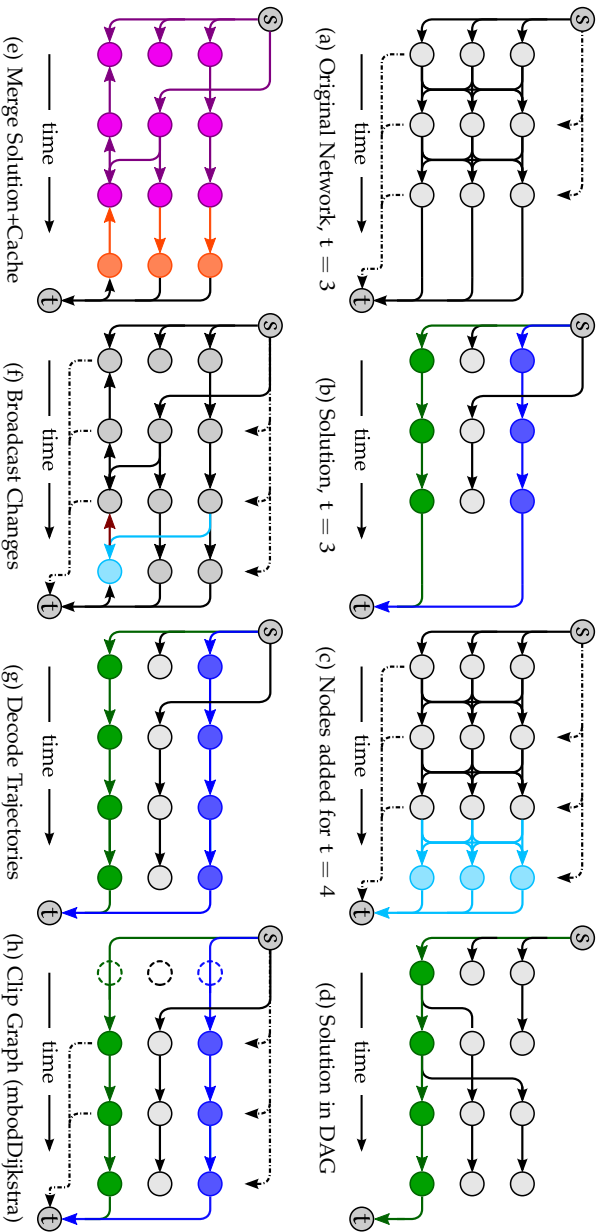 s
time
t
(a) Original Network, t = 3
s
time
t
(b) Solution, t = 3
s
time
t
(c) Nodes added for t = 4
s
time
t
(d) Solution in DAG
s
time
t
(e) Merge Solution+Cache
s
time
t
(f) Broadcast Changes
s
time
t
(g) Decode Trajectories
s
time
t
(h) Clip Graph (mbodDijkstra)